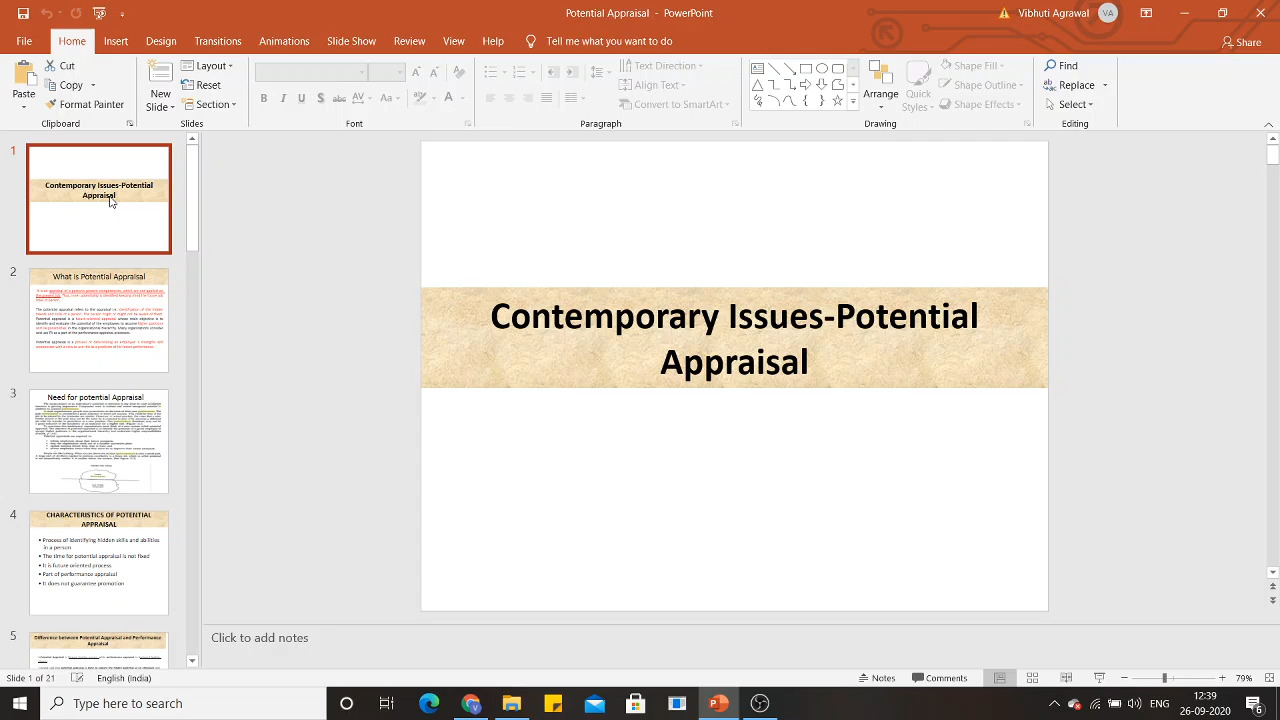 Potential Appraisal - PowerPoint
Vibhuti Agrawal VA
File Home Insert Design Transitions Animations Slide Show Review View Help Tell me what you want to do Share
Paste
Cut
Copy
Format Painter
Clipboard
New Slide
Layout
Reset
Section
Slides
Font
Text Direction
Align Text
Convert to SmartArt
Paragraph
Arrange
Quick Styles
Shape Fill
Shape Outline
Shape Effects
Drawing
Find
Replace
Select
Editing
1
Contemporary Issues-Potential
Appraisal
2
What is Potential Appraisal
3
Need for potential Appraisal
4
CHARACTERISTICS OF POTENTIAL
APPRAISAL
• Process of identifying hidden skills and abilities
in a person
• The time for potential appraisal is not fixed
• It is future oriented process
• Part of performance appraisal
• It does not guarantee promotion
5
Difference between Potential Appraisal and Performance
Appraisal
Contemporary Issues-Potential
Appraisal
Click to add notes
Slide 1 of 21 English (India) Notes Comments 79%
Type here to search
ENG
12:39
26-09-2020
6